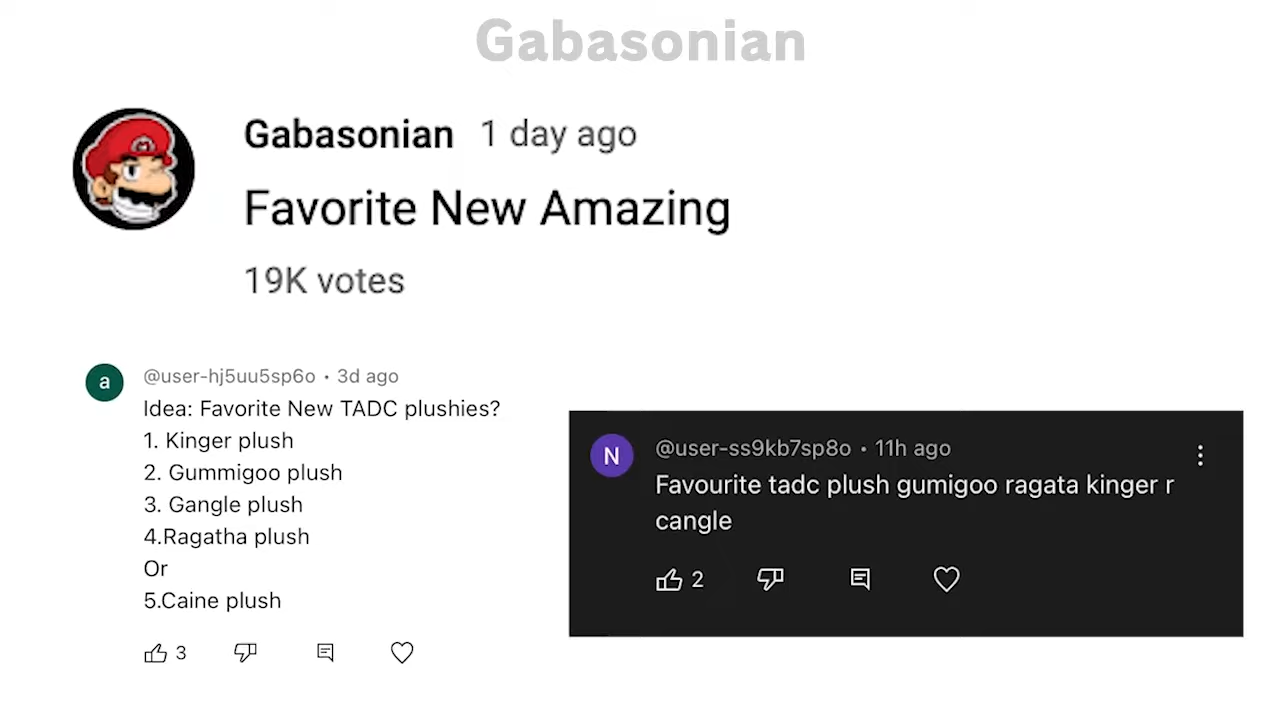 Gabasonian
Gabasonian 1 day ago
Favorite New Amazing
19K votes
a
@user-hj5uu5sp6o • 3d ago
Idea: Favorite New TADC plushies?
1. Kinger plush
2. Gummigoo plush
3. Gangle plush
4.Ragatha plush
Or
5.Caine plush
3
N
@user-ss9kb7sp8o • 11h ago
Favourite tadc plush gumigoo ragata kinger r
cangle
2